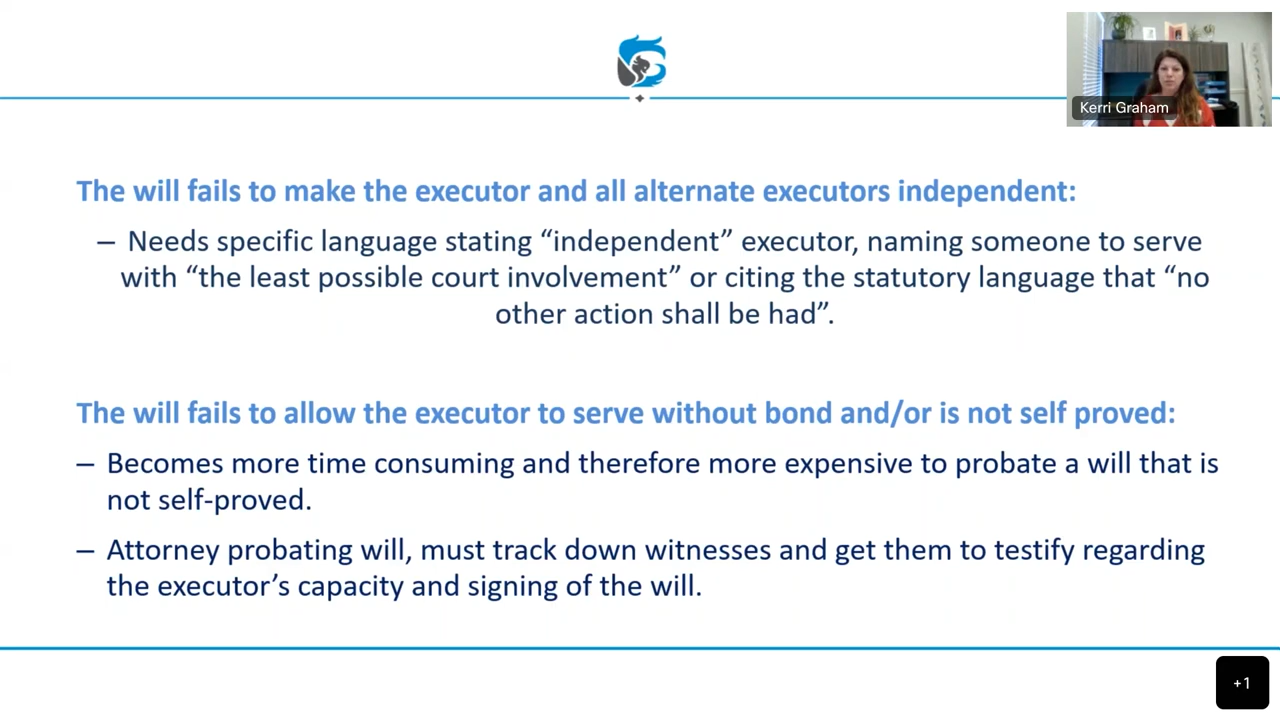 Kerri Graham
The will fails to make the executor and all alternate executors independent:
– Needs specific language stating “independent” executor, naming someone to serve
with “the least possible court involvement” or citing the statutory language that “no
other action shall be had”.
The will fails to allow the executor to serve without bond and/or is not self proved:
– Becomes more time consuming and therefore more expensive to probate a will that is
not self-proved.
– Attorney probating will, must track down witnesses and get them to testify regarding
the executor’s capacity and signing of the will.
+1